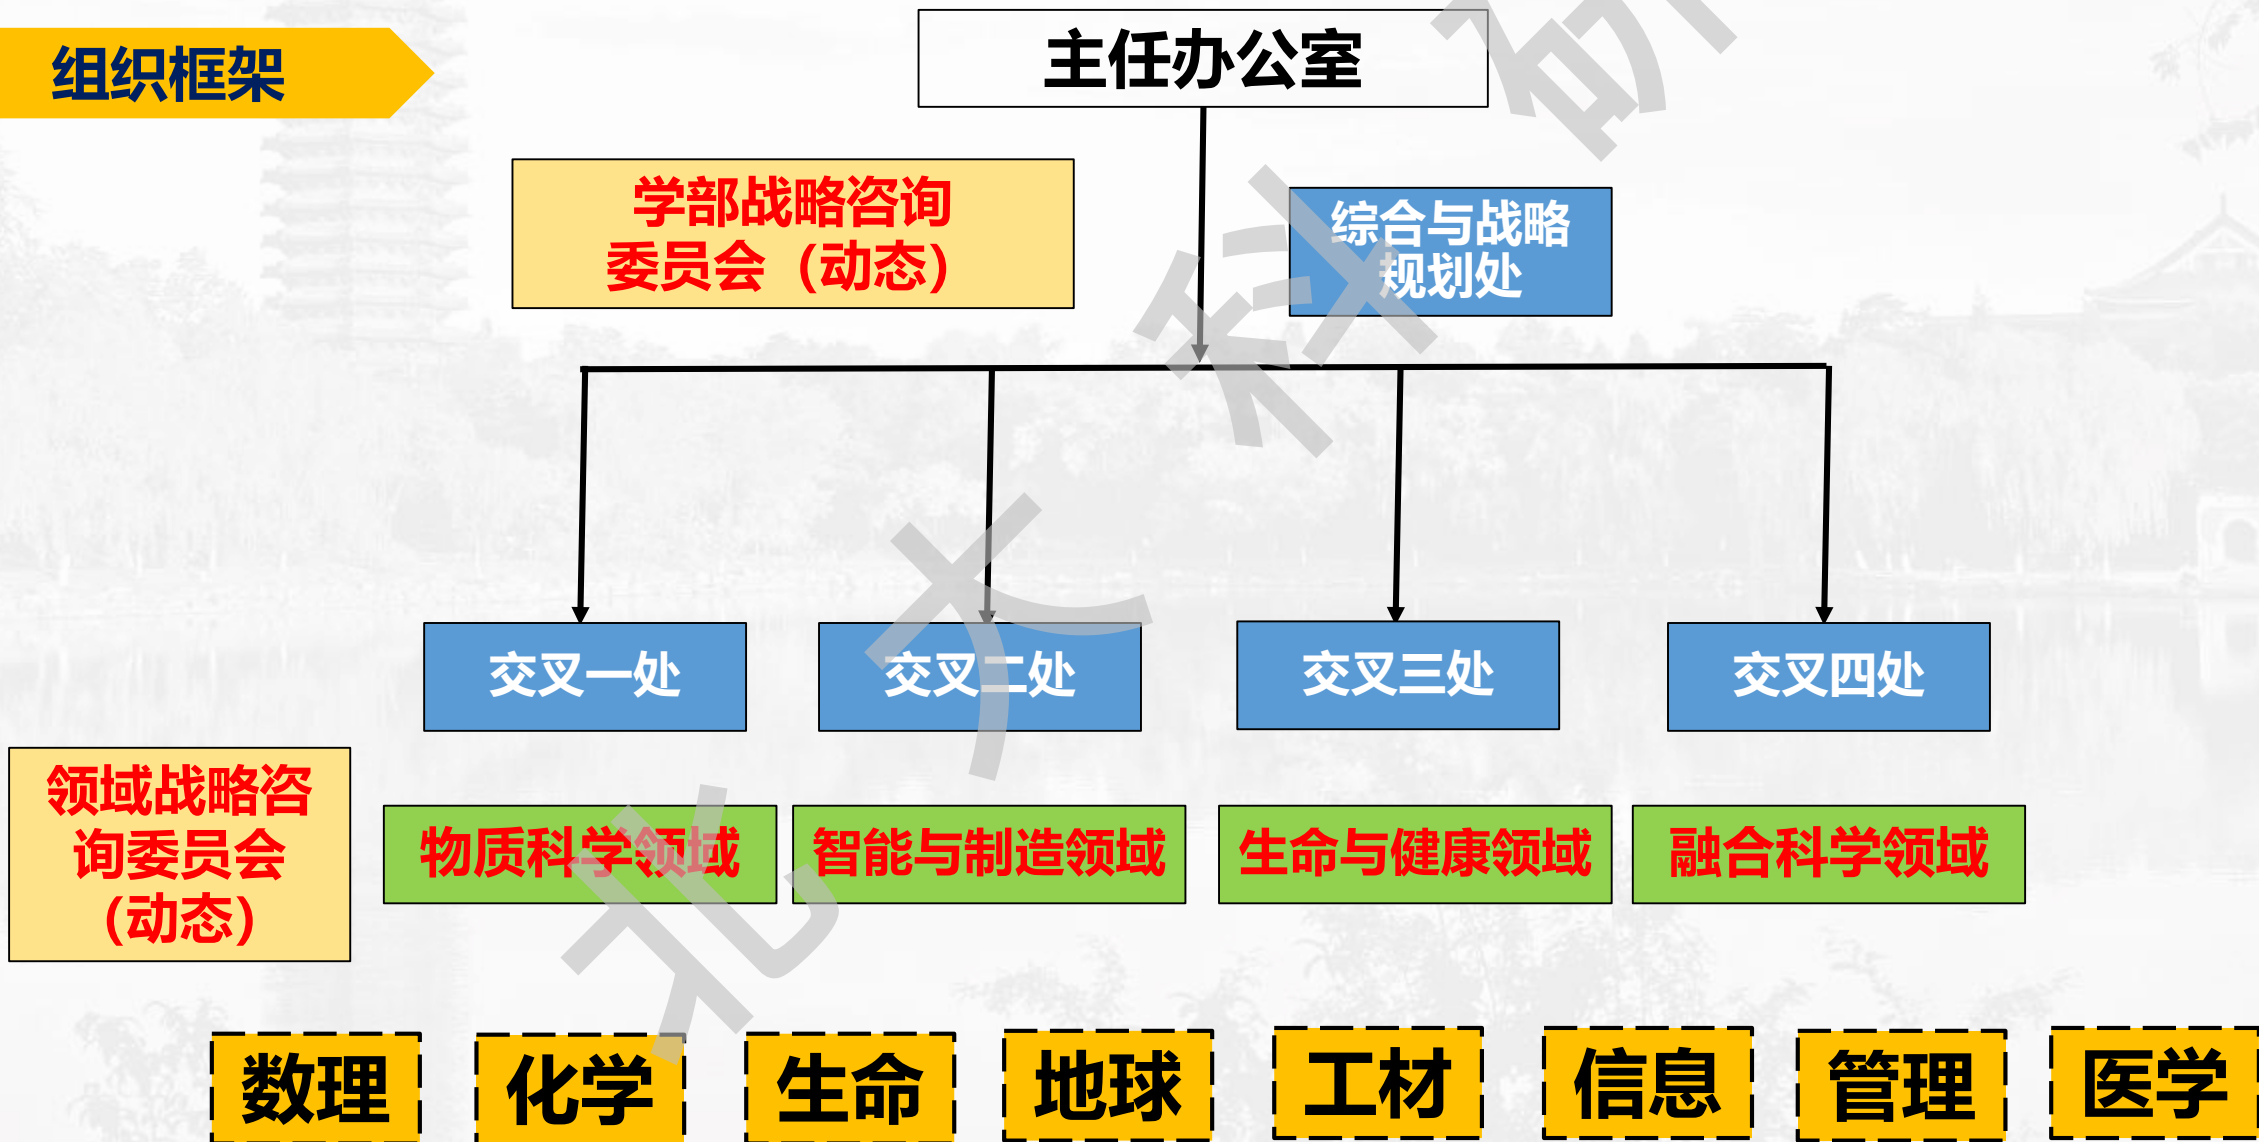 组织框架
主任办公室
学部战略咨询
委员会（动态）
综合与战略
规划处
交叉一处
交叉二处
交叉三处
交叉四处
领域战略咨
询委员会
（动态）
物质科学领域
智能与制造领域
生命与健康领域
融合科学领域
数理
化学
生命
地球
工材
信息
管理
医学
北大科研